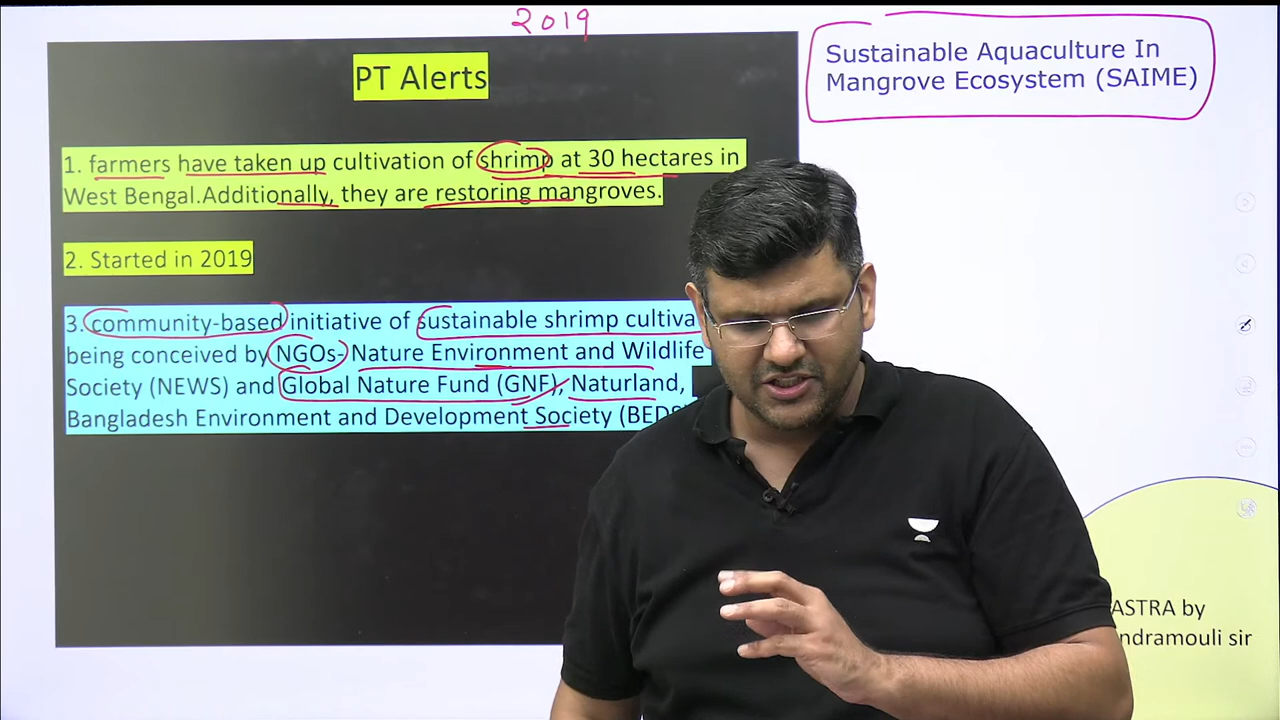 2019
PT Alerts
Sustainable Aquaculture In
Mangrove Ecosystem (SAIME)
1. farmers have taken up cultivation of shrimp at 30 hectares in
West Bengal.Additionally, they are restoring mangroves.
2. Started in 2019
3. community-based initiative of sustainable shrimp cultiva
being conceived by NGOs- Nature Environment and Wildlife
Society (NEWS) and Global Nature Fund (GNF), Naturland,
Bangladesh Environment and Development Society (BEDS
ASTRA by
ndramouli sir